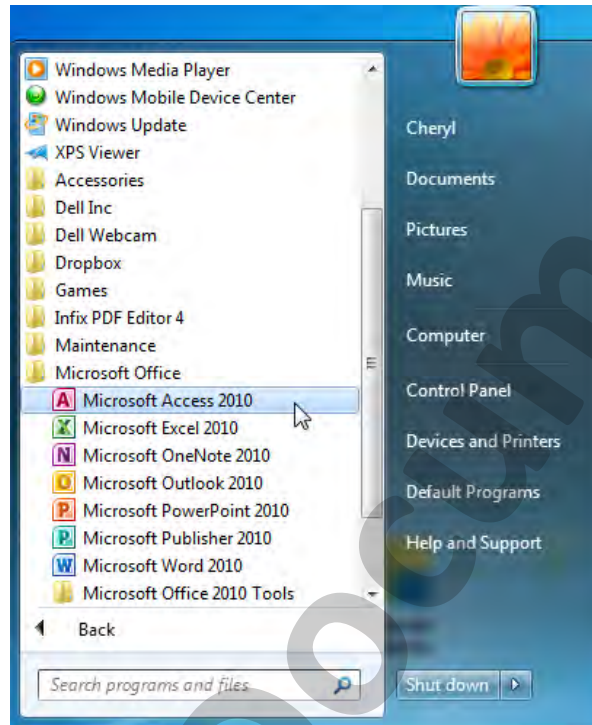 Windows Media Player
Windows Mobile Device Center
Windows Update
XPS Viewer
Accessories
Dell Inc
Dell Webcam
Dropbox
Games
Infix PDF Editor 4
Maintenance
Microsoft Office
Microsoft Access 2010
Microsoft Excel 2010
Microsoft OneNote 2010
Microsoft Outlook 2010
Microsoft PowerPoint 2010
Microsoft Publisher 2010
Microsoft Word 2010
Microsoft Office 2010 Tools
Back
Search programs and files
Cheryl
Documents
Pictures
Music
Computer
Control Panel
Devices and Printers
Default Programs
Help and Support
Shut down